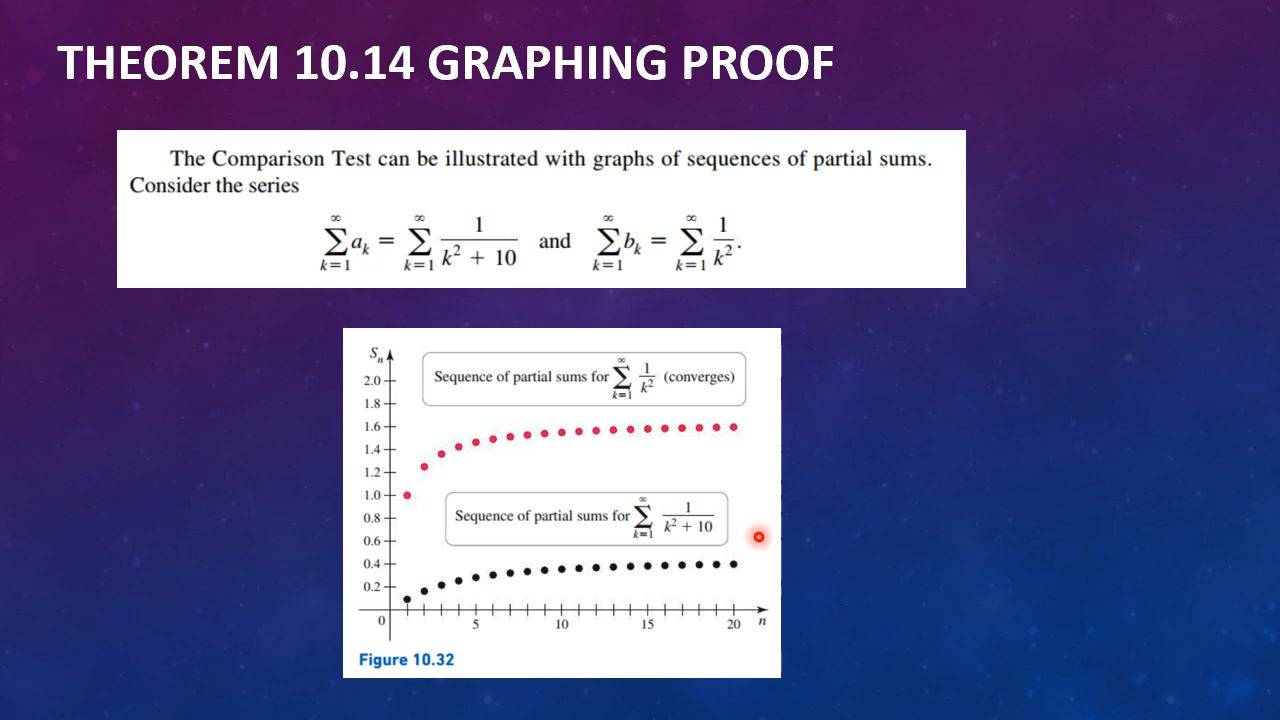 THEOREM 10.14 GRAPHING PROOF
The Comparison Test can be illustrated with graphs of sequences of partial sums.
Consider the series
∞ ∑ k=1 aₖ = ∞ ∑ k=1 1/(k² + 10) and ∞ ∑ k=1 bₖ = ∞ ∑ k=1 1/k².
Sₙ
Sequence of partial sums for ∞ ∑ k=1 1/k² (converges)
2.0
1.8
1.6
1.4
1.2
1.0
Sequence of partial sums for ∞ ∑ k=1 1/(k² + 10)
0.8
0.6
0.4
0.2
0 5 10 15 20 n
Figure 10.32